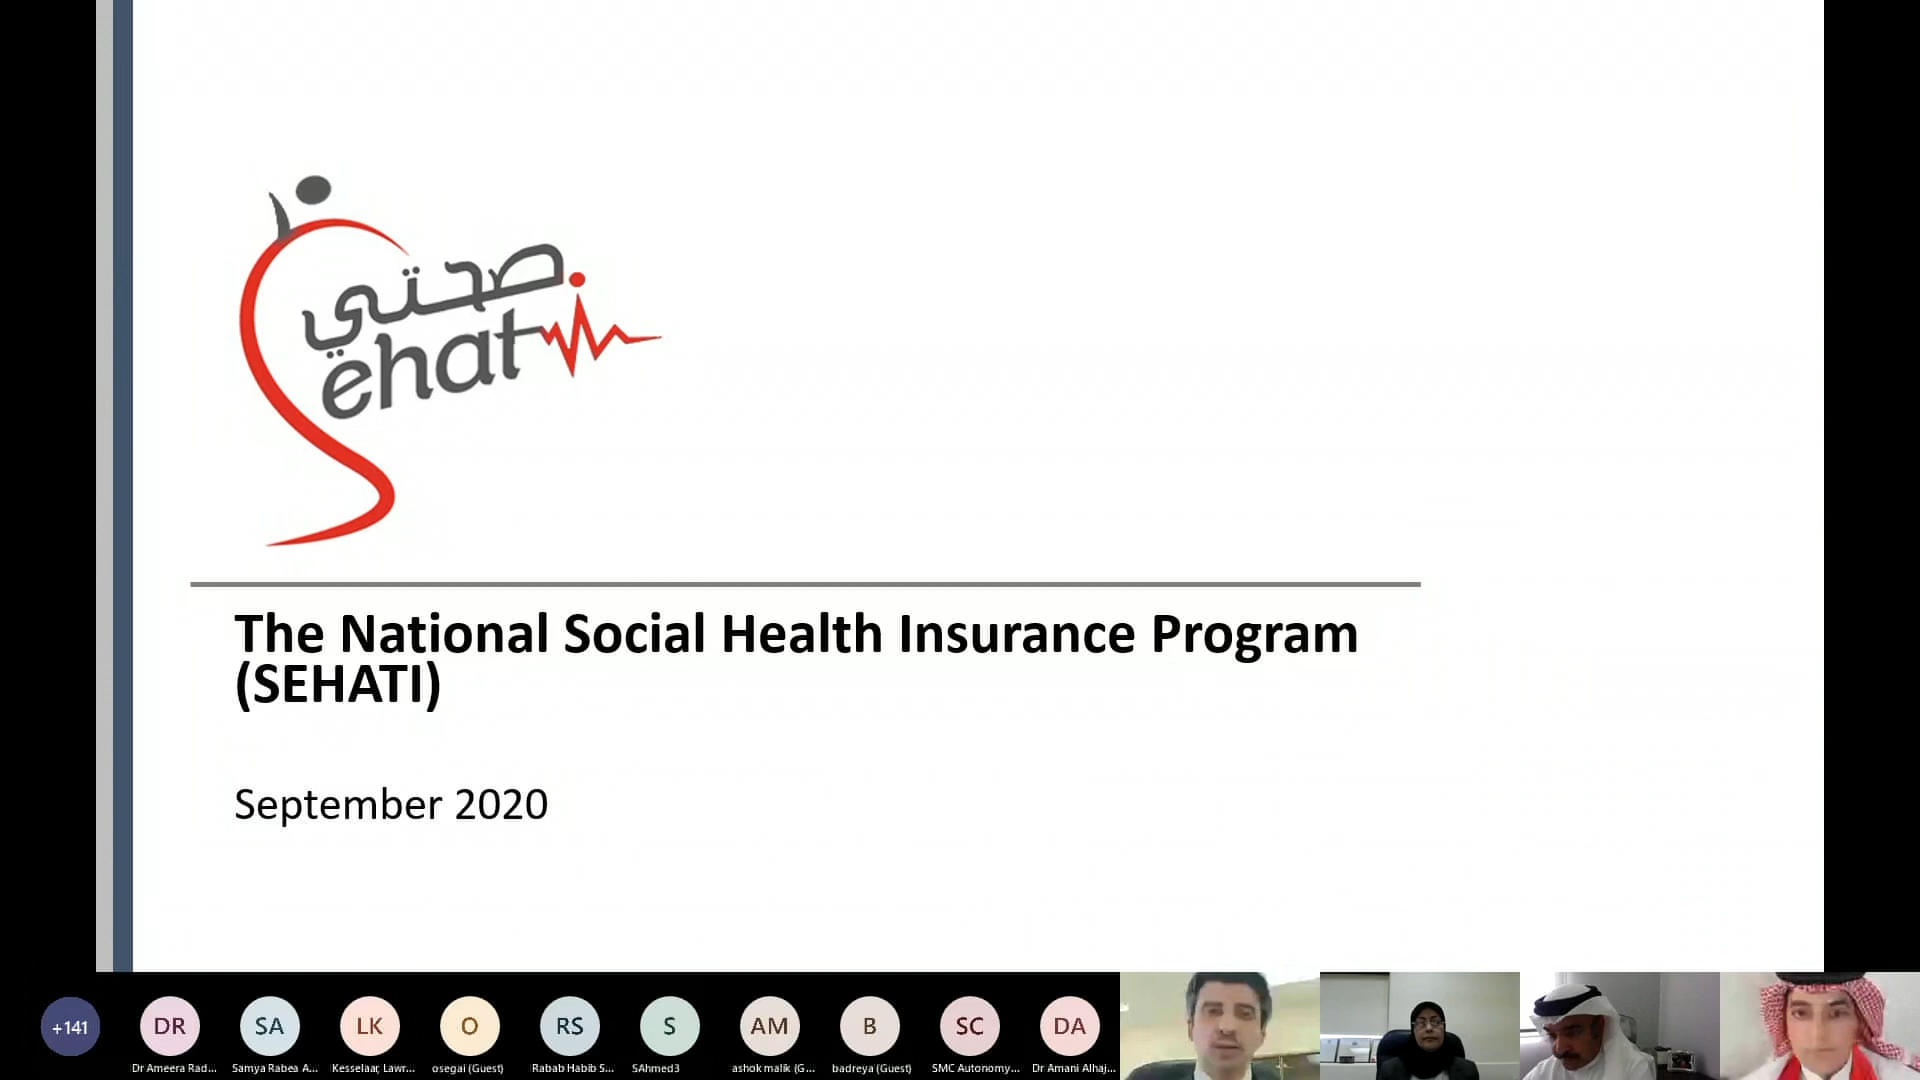 صحتي
Sehati
The National Social Health Insurance Program
(SEHATI)
September 2020
+141
DR
SA
LK
O
RS
S
AM
B
SC
DA
Dr Ameera Rad...
Samya Rabea A...
Kesselaar, Lawr...
osegai (Guest)
Rabab Habib S...
SAhmed3
ashok malik (G...
badreya (Guest)
SMC Autonomy...
Dr Amani Alhaj...